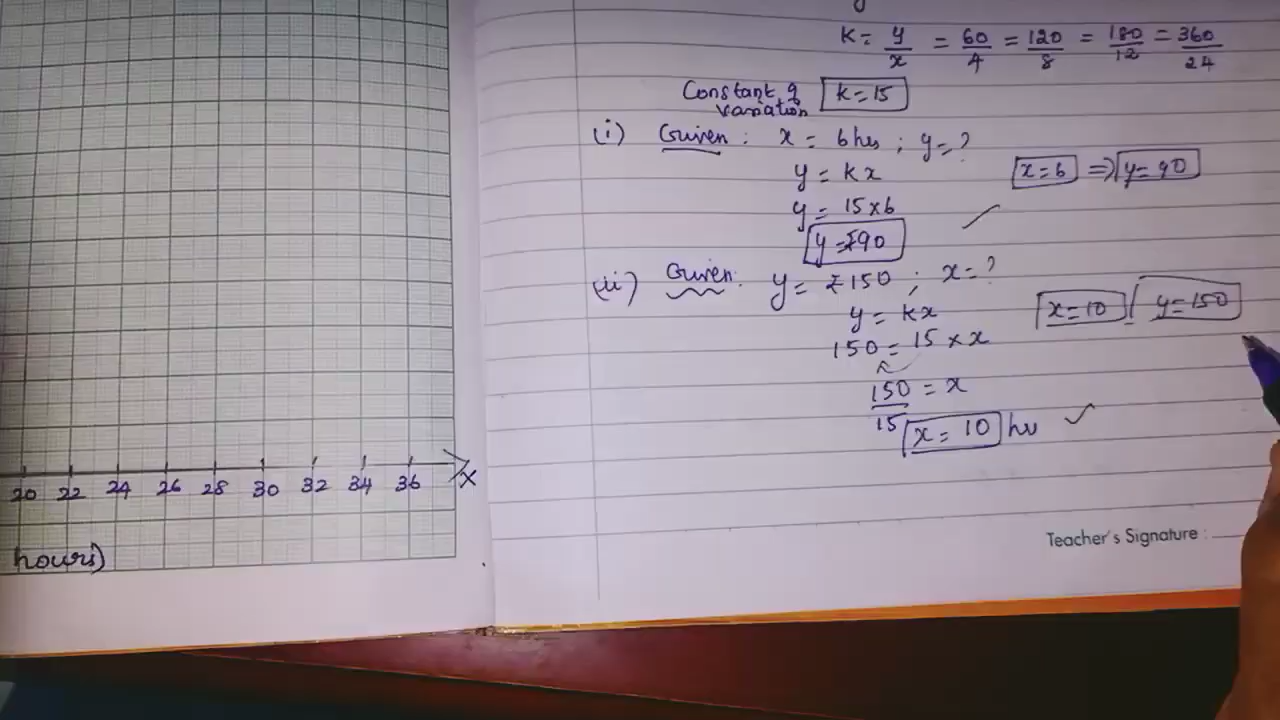 20 22 24 26 28 30 32 34 36 X
hours)
K = y/x = 60/4 = 120/8 = 180/12 = 360/24
Constant of variation K = 15
(i) Given: x = 6 hrs ; y = ?
y = Kx
x = 6 ⇒ y = 90
y = 15 × 6
y = ₹90
(ii) Given: y = ₹150 ; x = ?
y = Kx
x = 10 y = 150
150 = 15 × x
150/15 = x
x = 10 hrs
Teacher's Signature :